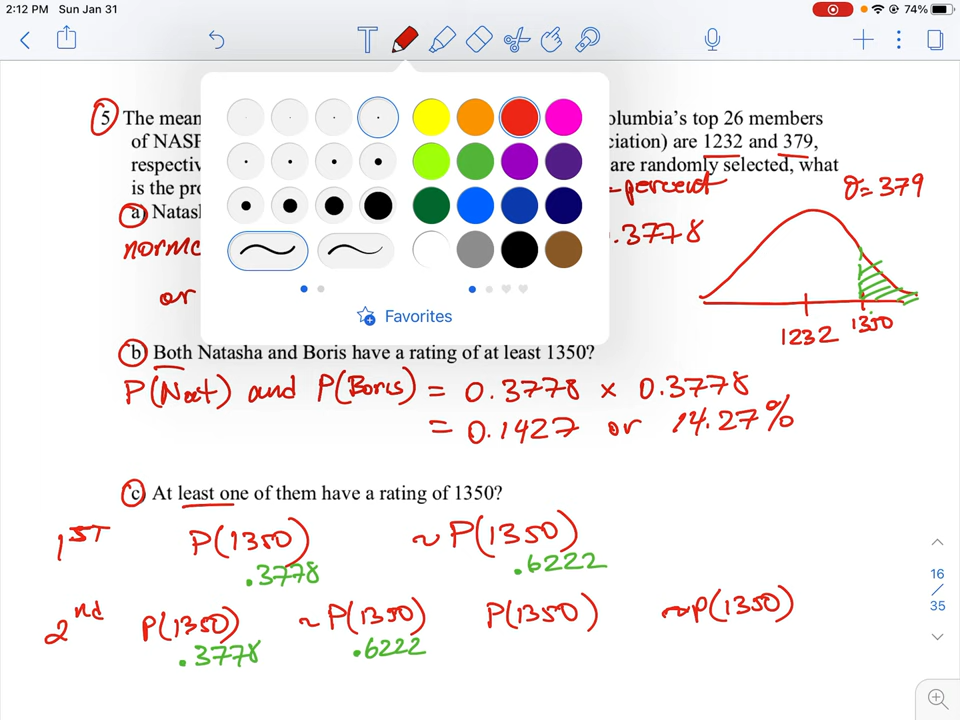 2:12 PM Sun Jan 31 74%
T
5 The mean olumbia's top 26 members
of NASP ciation) are 1232 and 379,
respectiv are randomly selected, what
is the pro - percent σ = 379
a) Natash
norma .3778
or
1232 1350
Favorites
b) Both Natasha and Boris have a rating of at least 1350?
P(Nat) and P(Boris) = 0.3778 x 0.3778
= 0.1427 or 14.27%
c) At least one of them have a rating of 1350?
1ST P(1350) ~P(1350)
.3778 .6222
2nd P(1350) ~P(1350) P(1350) ~P(1350)
.3778 .6222
16
/
35